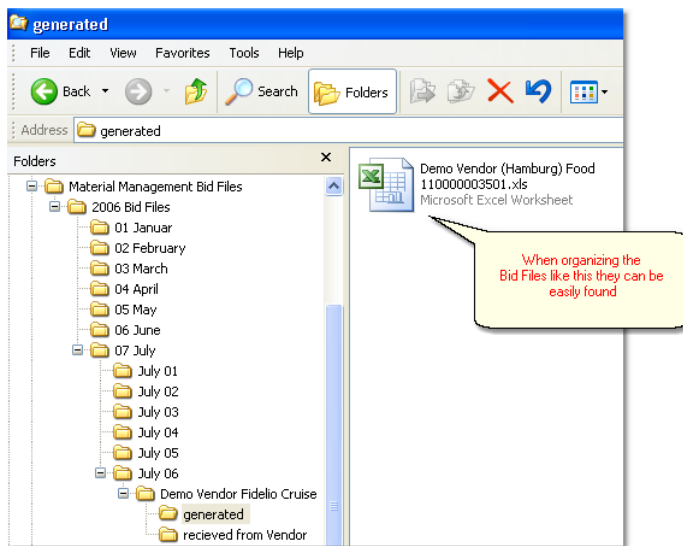 generated
File Edit View Favorites Tools Help
Back Search Folders
Address generated
Folders
Material Management Bid Files
2006 Bid Files
01 Januar
02 February
03 March
04 April
05 May
06 June
07 July
July 01
July 02
July 03
July 04
July 05
July 06
Demo Vendor Fidelio Cruise
generated
recieved from Vendor
Demo Vendor (Hamburg) Food
110000003501.xls
Microsoft Excel Worksheet
When organizing the
Bid Files like this they can be
easily found